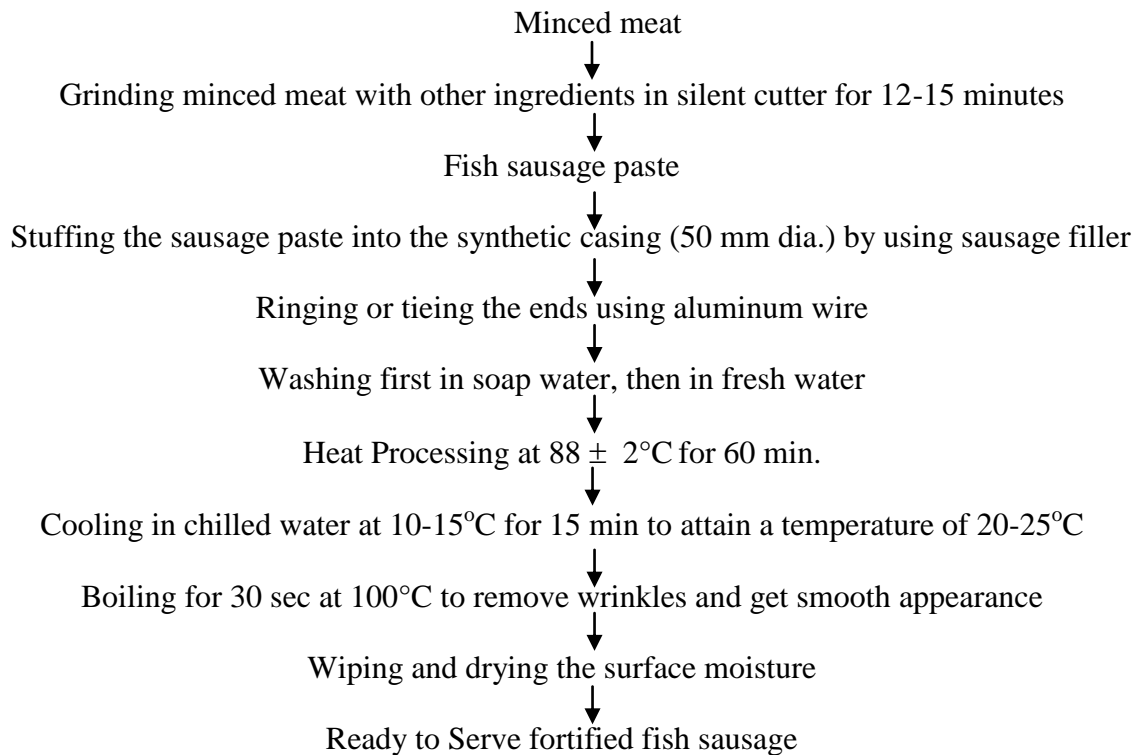 Minced meat
Grinding minced meat with other ingredients in silent cutter for 12-15 minutes
Fish sausage paste
Stuffing the sausage paste into the synthetic casing (50 mm dia.) by using sausage filler
Ringing or tieing the ends using aluminum wire
Washing first in soap water, then in fresh water
Heat Processing at 88 ± 2°C for 60 min.
Cooling in chilled water at 10-15°C for 15 min to attain a temperature of 20-25°C
Boiling for 30 sec at 100°C to remove wrinkles and get smooth appearance
Wiping and drying the surface moisture
Ready to Serve fortified fish sausage